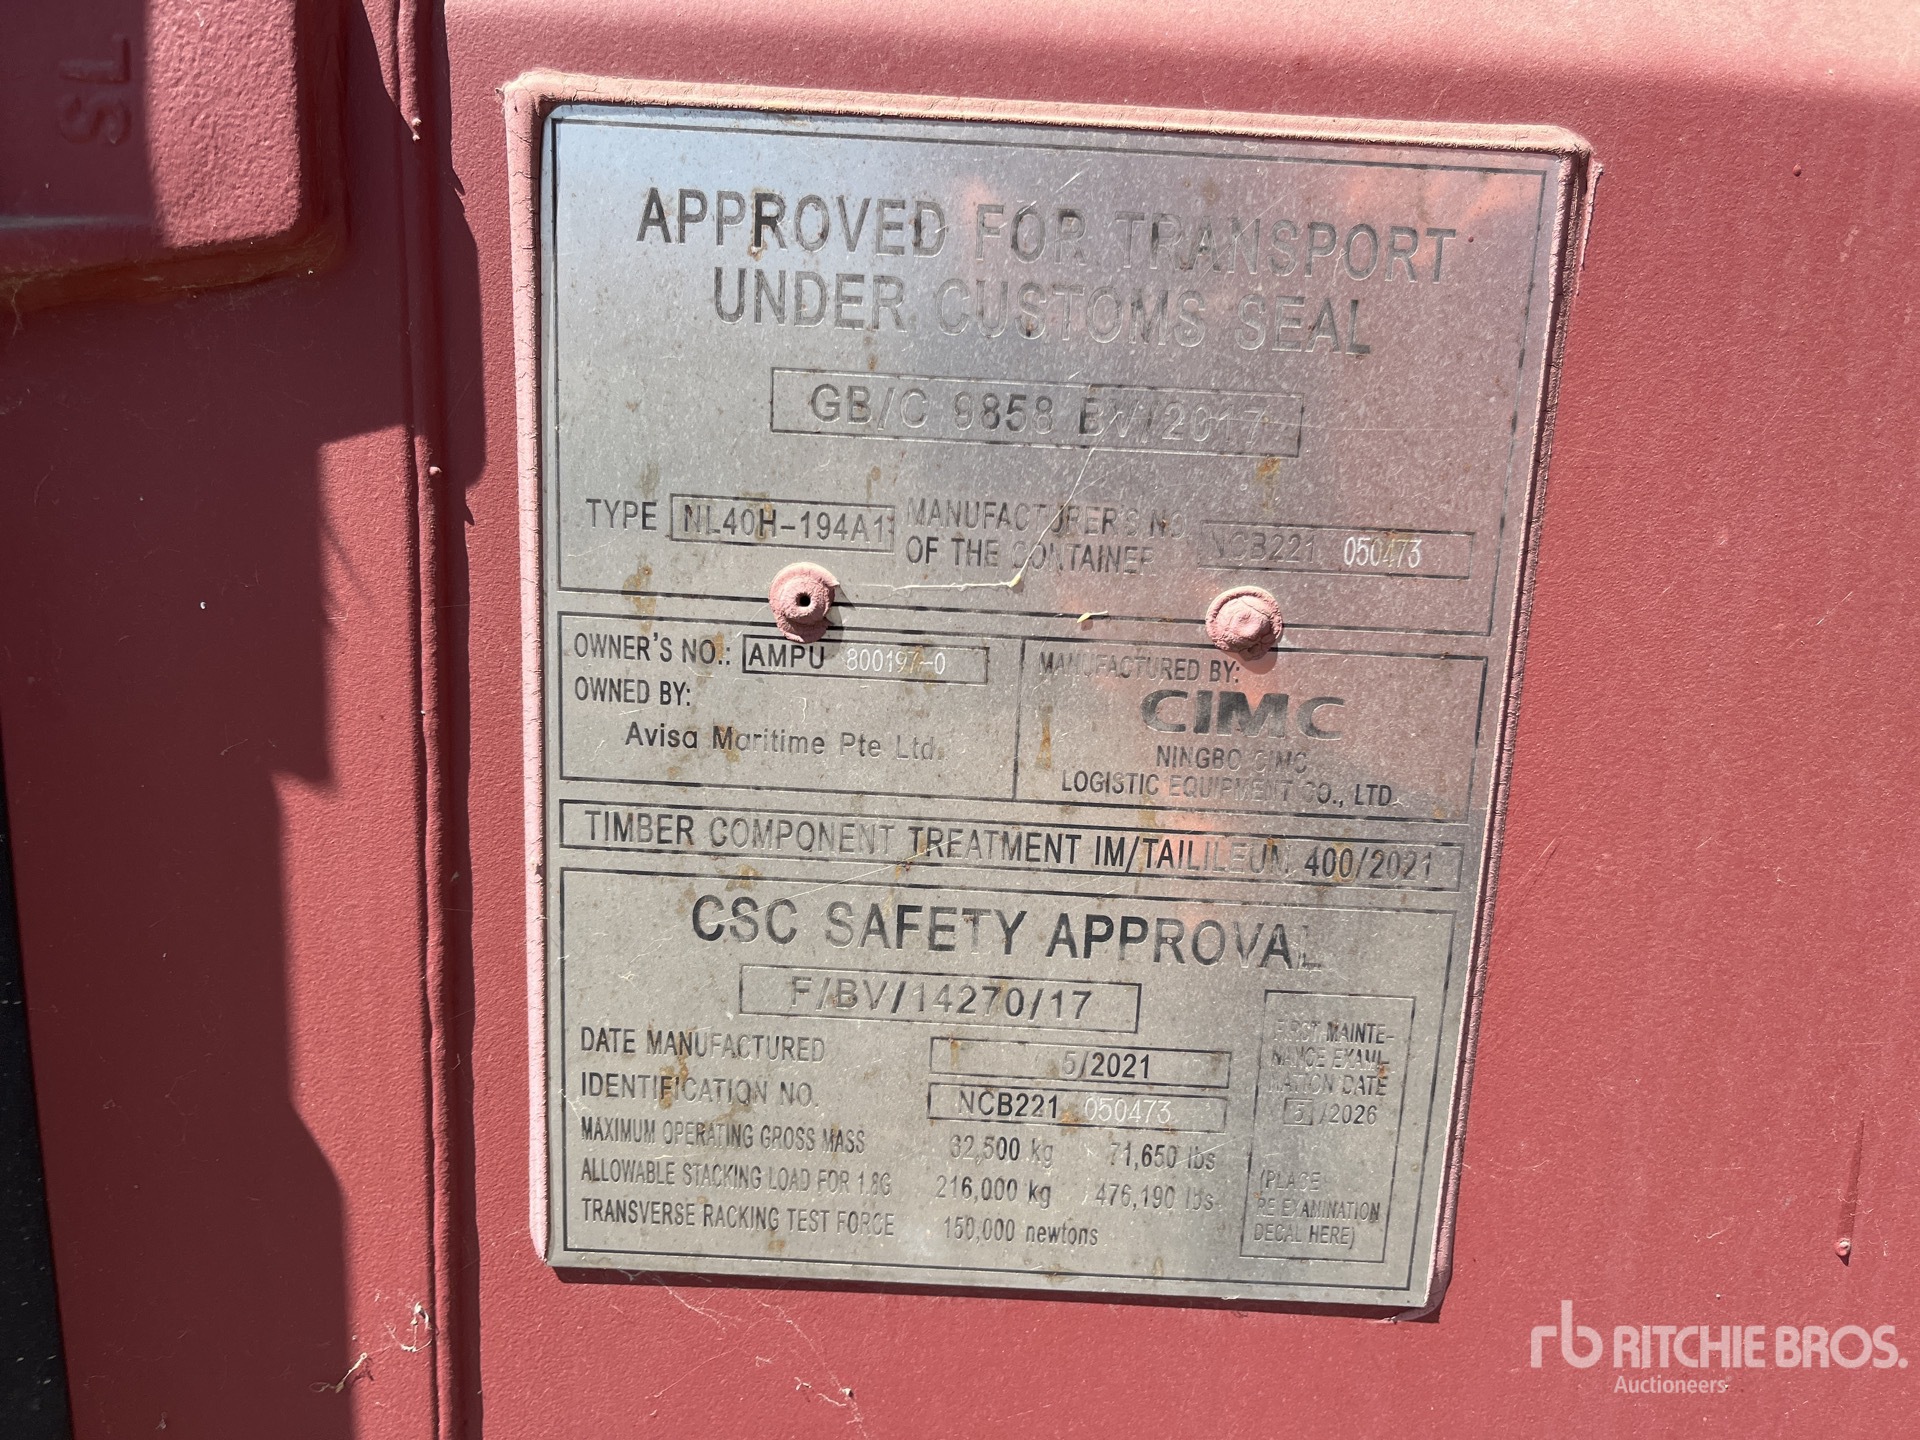 SL
APPROVED FOR TRANSPORT
UNDER CUSTOMS SEAL
GB/C 9858 BV/2017
TYPE NL40H-194A11 MANUFACTURER'S NO.
OF THE CONTAINER NCB221 050473
OWNER'S NO.: AMPU 800197-0
OWNED BY:
Avisa Maritime Pte Ltd.
MANUFACTURED BY:
CIMC
NINGBO CIMC
LOGISTIC EQUIPMENT CO., LTD
TIMBER COMPONENT TREATMENT IM/TAILILEUN 400/2021
CSC SAFETY APPROVAL
F/BV/14270/17
DATE MANUFACTURED 5/2021
IDENTIFICATION NO. NCB221 050473
MAXIMUM OPERATING GROSS MASS 32,500 kg 71,650 lbs
ALLOWABLE STACKING LOAD FOR 1.8G 216,000 kg 476,190 lbs
TRANSVERSE RACKING TEST FORCE 150,000 newtons
FIRST MAINTE-
NANCE EXAMI-
NATION DATE
5/2026
(PLACE
RE EXAMINATION
DECAL HERE)
rb RITCHIE BROS.
Auctioneers